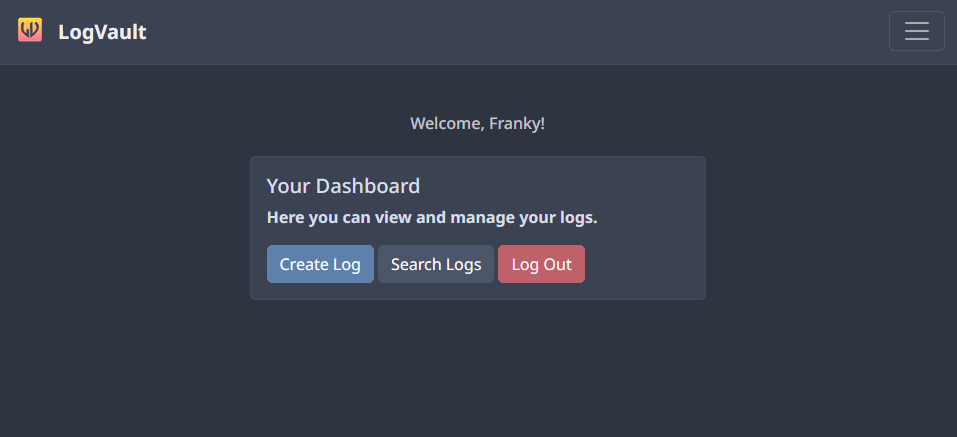 LogVault
Welcome, Franky!
Your Dashboard
Here you can view and manage your logs.
Create Log Search Logs Log Out